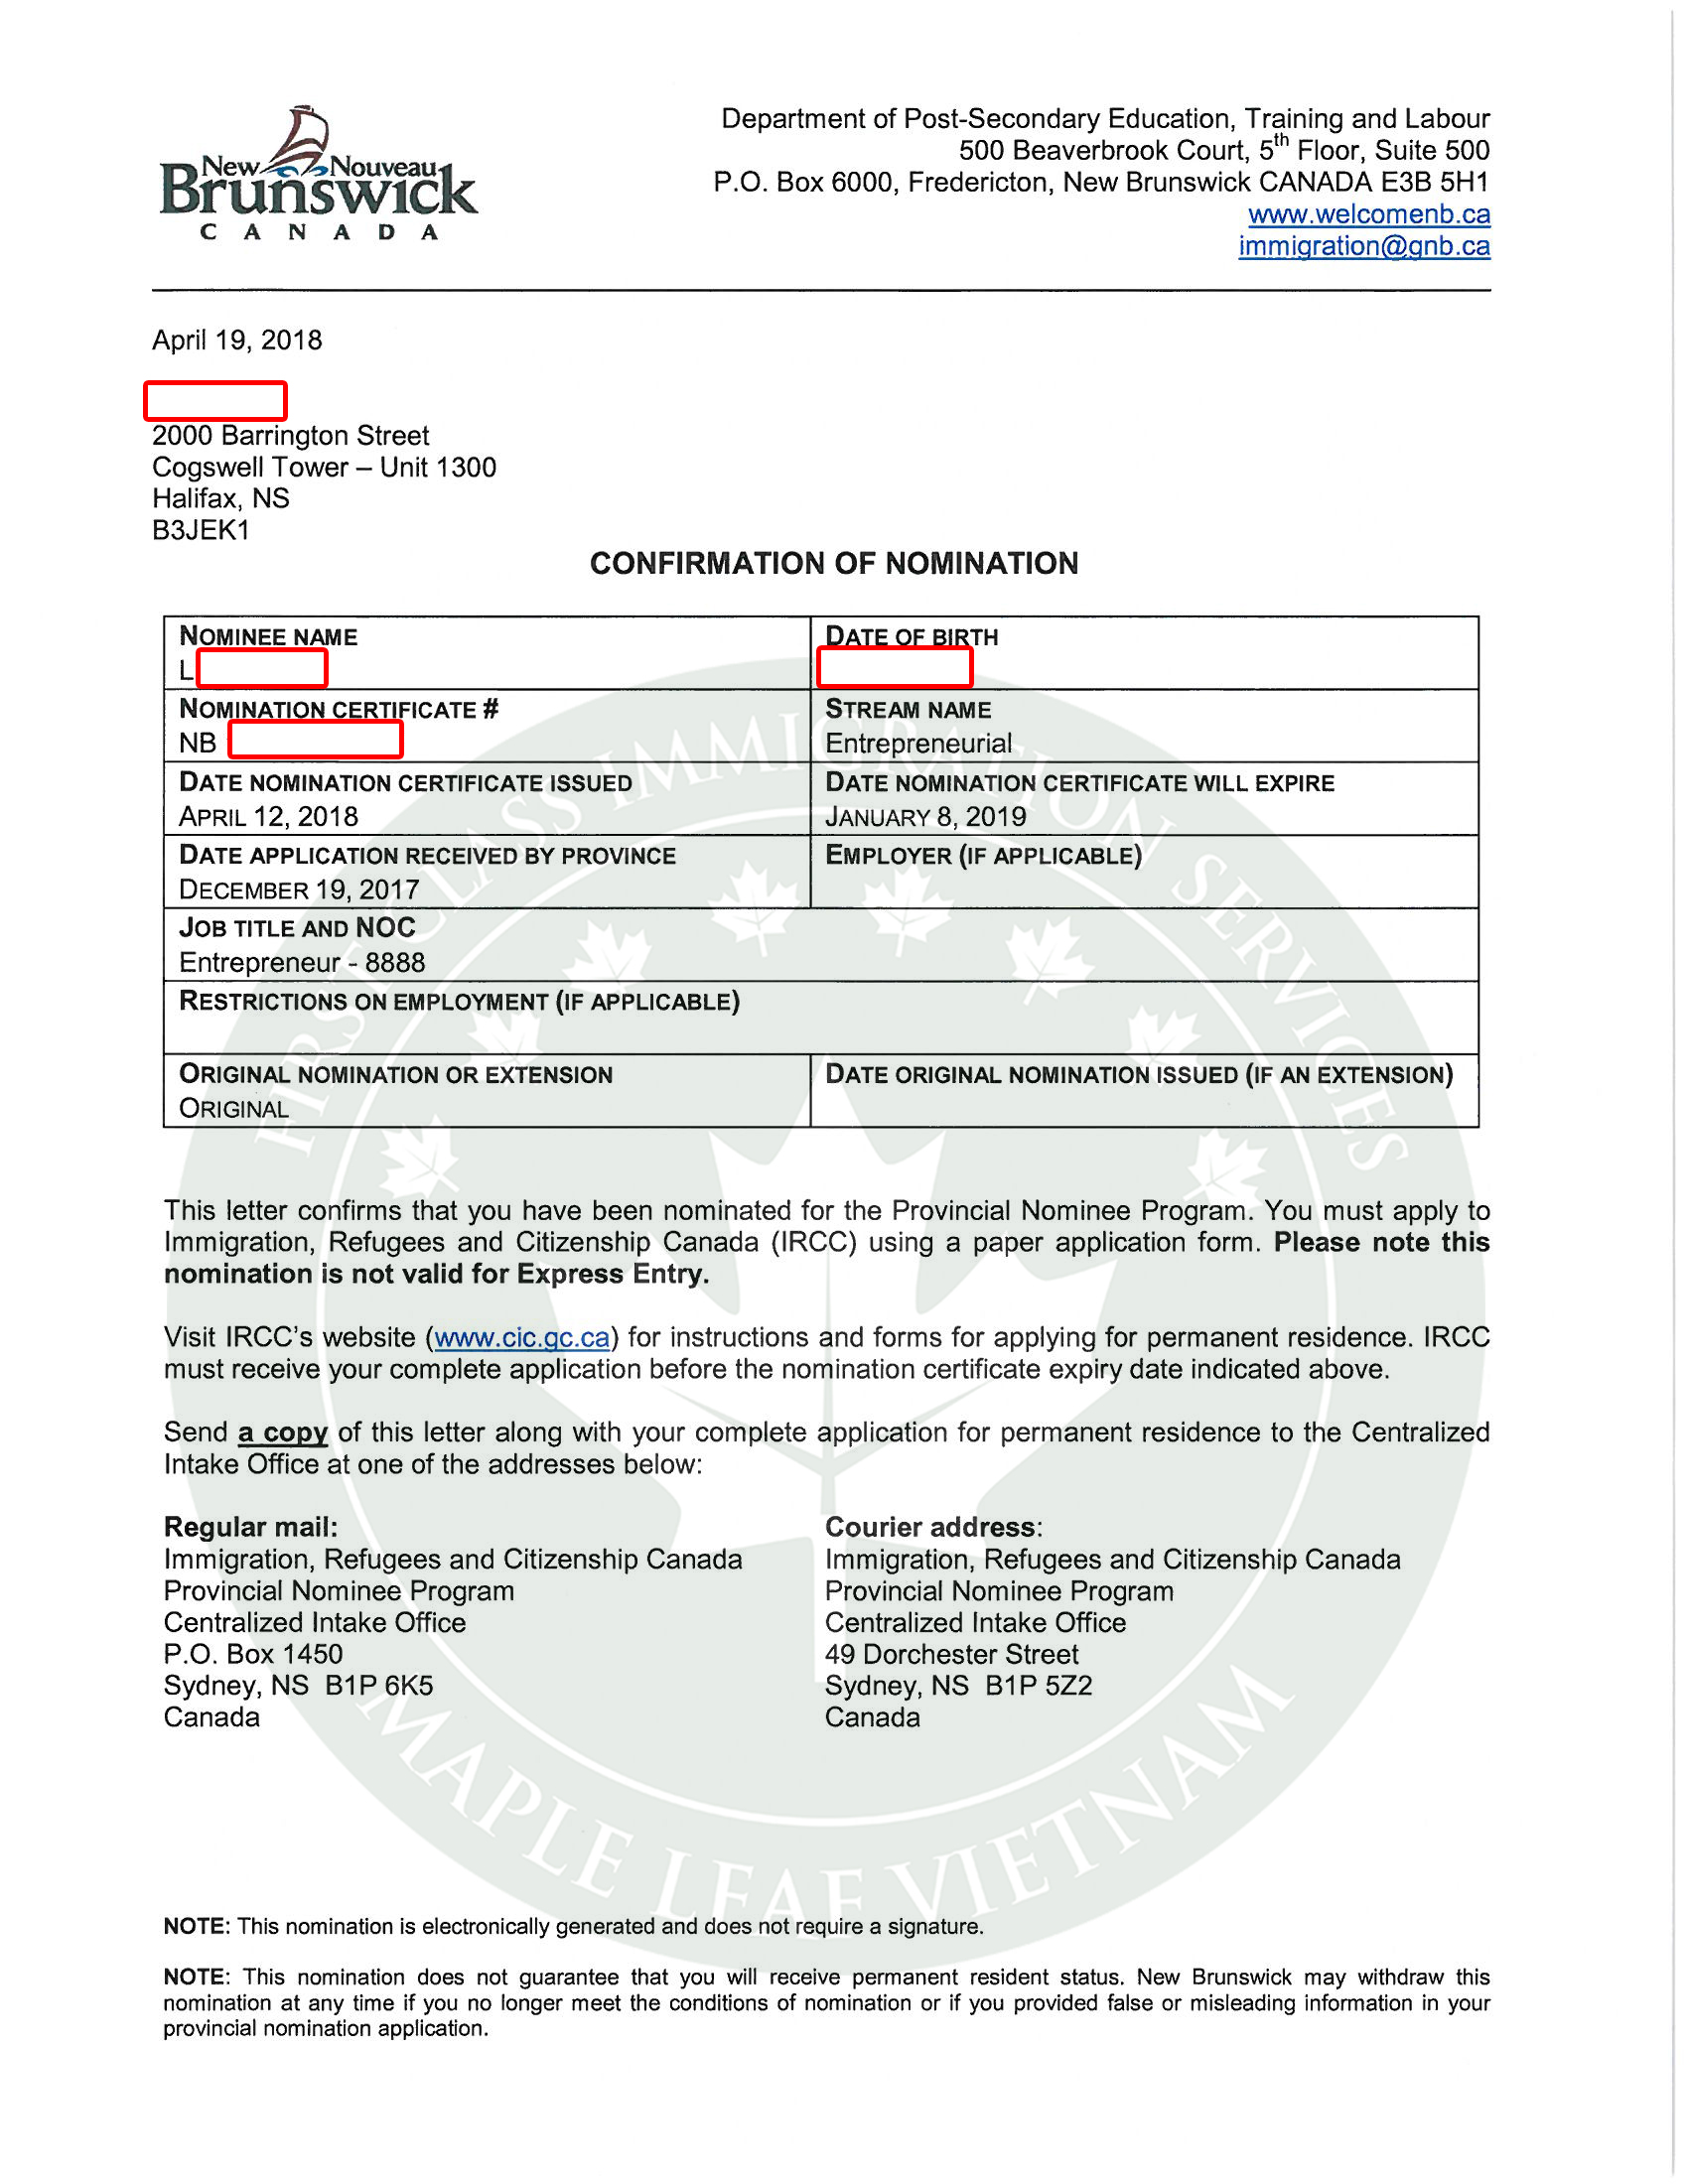 New Nouveau
Brunswick
CANADA
Department of Post-Secondary Education, Training and Labour
500 Beaverbrook Court, 5th Floor, Suite 500
P.O. Box 6000, Fredericton, New Brunswick CANADA E3B 5H1
www.welcomenb.ca
immigration@gnb.ca
April 19, 2018
2000 Barrington Street
Cogswell Tower – Unit 1300
Halifax, NS
B3JEK1
CONFIRMATION OF NOMINATION
NOMINEE NAME
L
DATE OF BIRTH
NOMINATION CERTIFICATE #
NB
STREAM NAME
Entrepreneurial
DATE NOMINATION CERTIFICATE ISSUED
APRIL 12, 2018
DATE NOMINATION CERTIFICATE WILL EXPIRE
JANUARY 8, 2019
DATE APPLICATION RECEIVED BY PROVINCE
DECEMBER 19, 2017
EMPLOYER (IF APPLICABLE)
JOB TITLE AND NOC
Entrepreneur - 8888
RESTRICTIONS ON EMPLOYMENT (IF APPLICABLE)
ORIGINAL NOMINATION OR EXTENSION
ORIGINAL
DATE ORIGINAL NOMINATION ISSUED (IF AN EXTENSION)
This letter confirms that you have been nominated for the Provincial Nominee Program. You must apply to
Immigration, Refugees and Citizenship Canada (IRCC) using a paper application form. Please note this
nomination is not valid for Express Entry.
Visit IRCC's website (www.cic.gc.ca) for instructions and forms for applying for permanent residence. IRCC
must receive your complete application before the nomination certificate expiry date indicated above.
Send a copy of this letter along with your complete application for permanent residence to the Centralized
Intake Office at one of the addresses below:
Regular mail:
Immigration, Refugees and Citizenship Canada
Provincial Nominee Program
Centralized Intake Office
P.O. Box 1450
Sydney, NS B1P 6K5
Canada
Courier address:
Immigration, Refugees and Citizenship Canada
Provincial Nominee Program
Centralized Intake Office
49 Dorchester Street
Sydney, NS B1P 5Z2
Canada
NOTE: This nomination is electronically generated and does not require a signature.
NOTE: This nomination does not guarantee that you will receive permanent resident status. New Brunswick may withdraw this
nomination at any time if you no longer meet the conditions of nomination or if you provided false or misleading information in your
provincial nomination application.
FIRST CLASS IMMIGRATION SERVICES
MAPLE LEAF VIETNAM